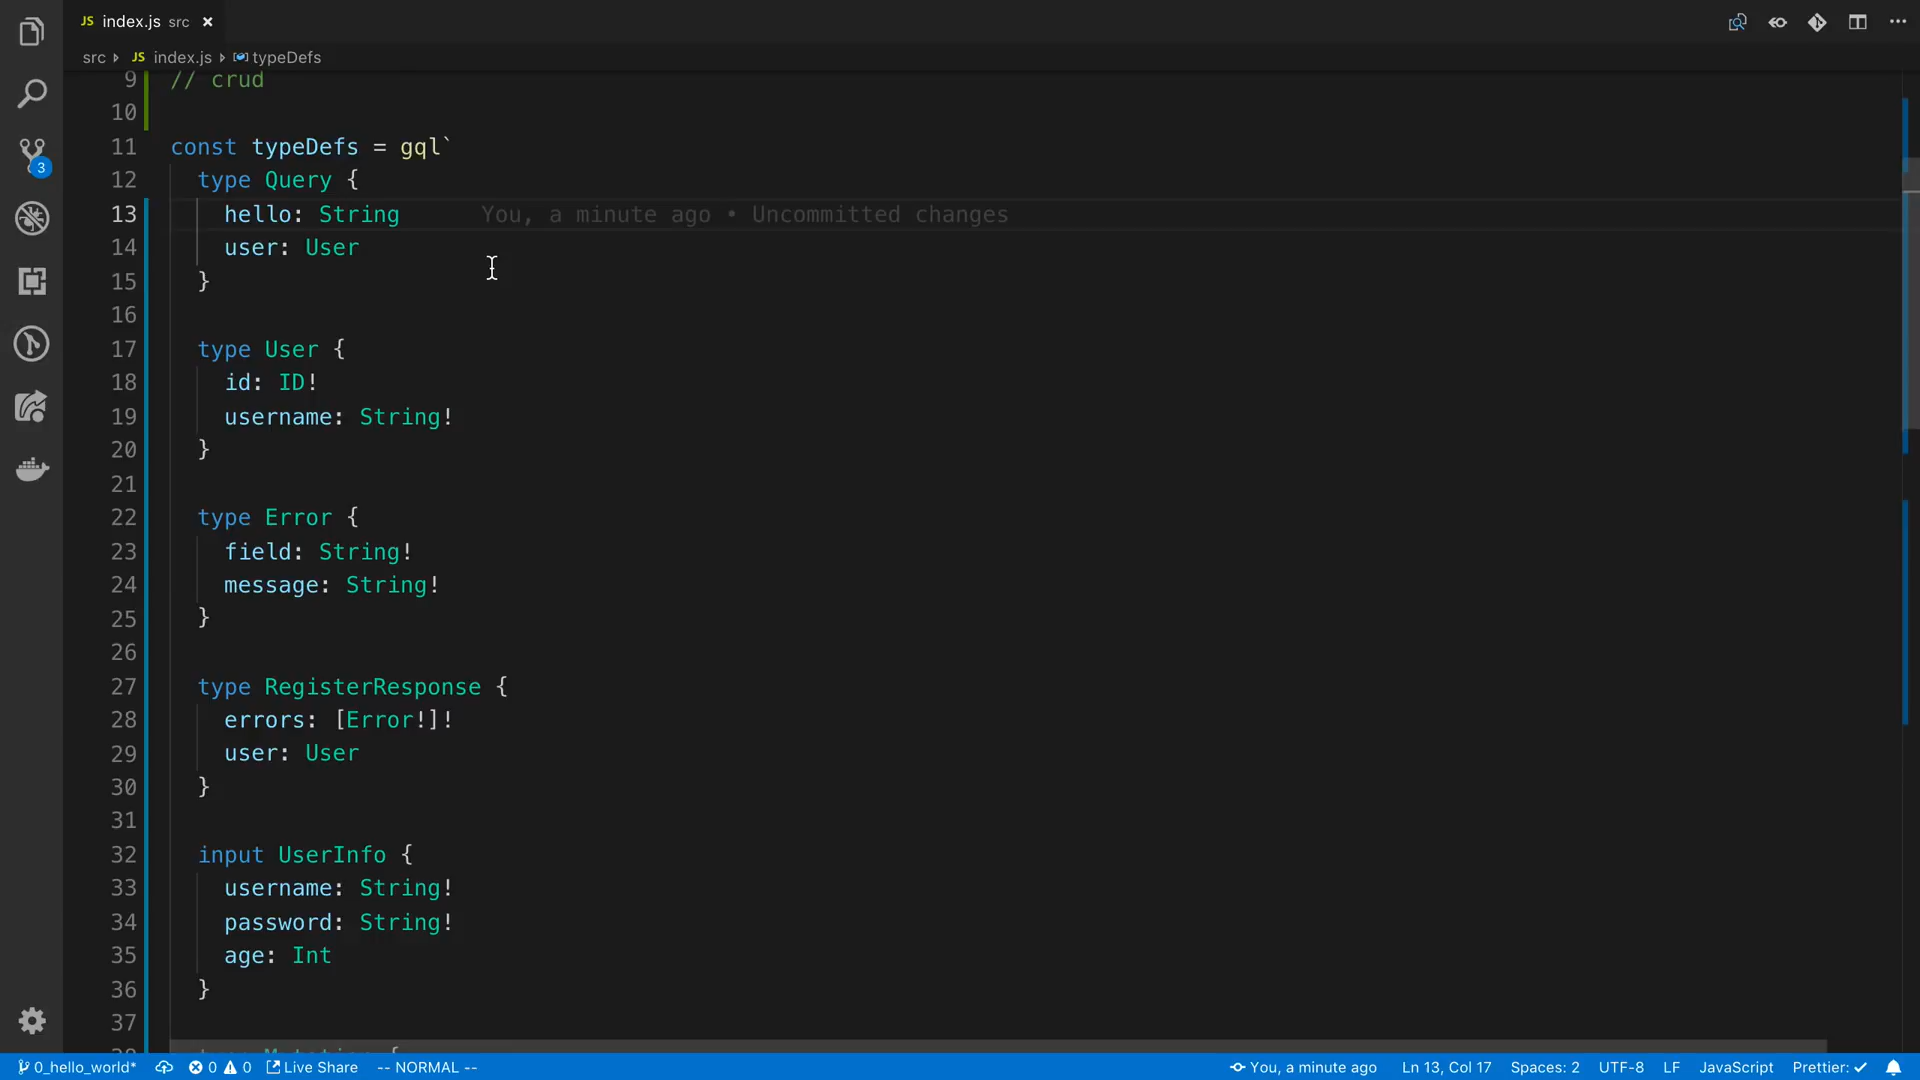 JS index.js src ×
src JS index.js typeDefs
9 // crud
10
11 const typeDefs = gql`
12 type Query {
13 hello: String You, a minute ago • Uncommitted changes
14 user: User
15 }
16
17 type User {
18 id: ID!
19 username: String!
20 }
21
22 type Error {
23 field: String!
24 message: String!
25 }
26
27 type RegisterResponse {
28 errors: [Error!]!
29 user: User
30 }
31
32 input UserInfo {
33 username: String!
34 password: String!
35 age: Int
36 }
37
38 type Mutation {
3
0_hello_world* 0 0 Live Share -- NORMAL -- You, a minute ago Ln 13, Col 17 Spaces: 2 UTF-8 LF JavaScript Prettier: ✓